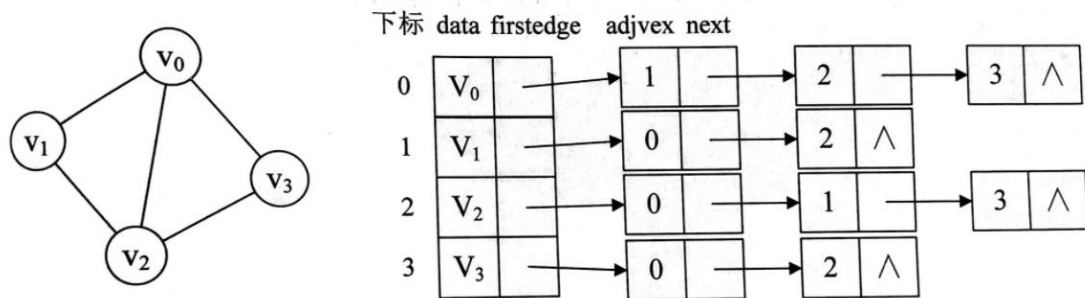 下标 data firstedge adjvex next
v₀
v₁
v₃
v₂
0 V₀ 1 2 3 ∧
1 V₁ 0 2 ∧
2 V₂ 0 1 3 ∧
3 V₃ 0 2 ∧